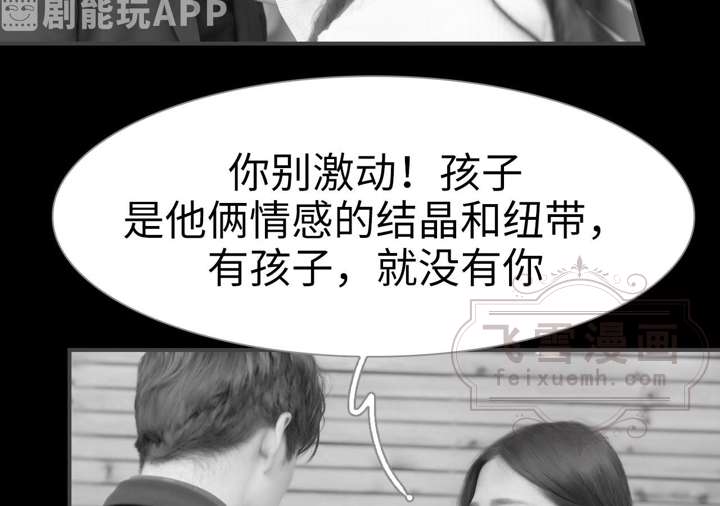 剧能玩APP
你别激动！孩子
是他俩情感的结晶和纽带，
有孩子，就没有你
飞雪漫画
feixuemh.com